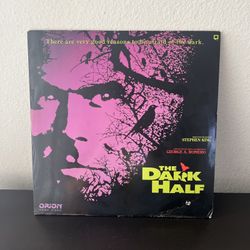 There are very good reasons to be afraid of the dark.
STEPHEN KING
GEORGE A. ROMERO
THE
DARK
HALF
ORION